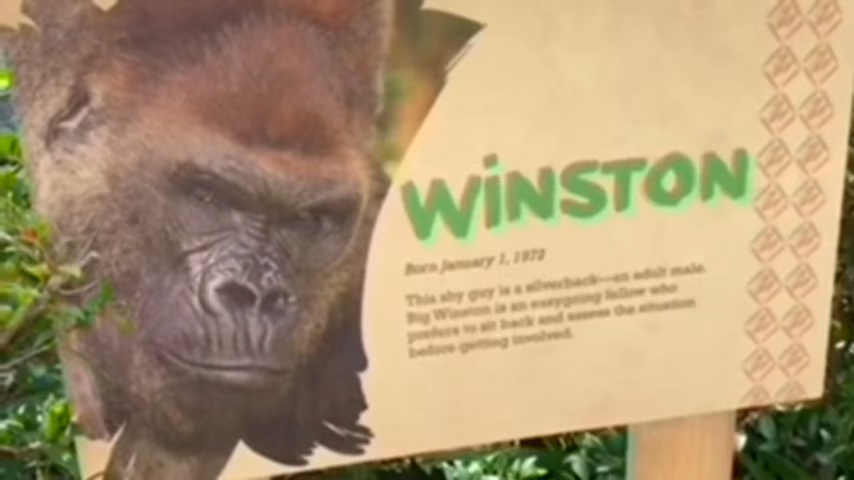 WiNSTON
Born January 1, 1972
This shy guy is a silverback—an adult male.
Big Winston is an easygoing fellow who
prefers to sit back and assess the situation
before getting involved.